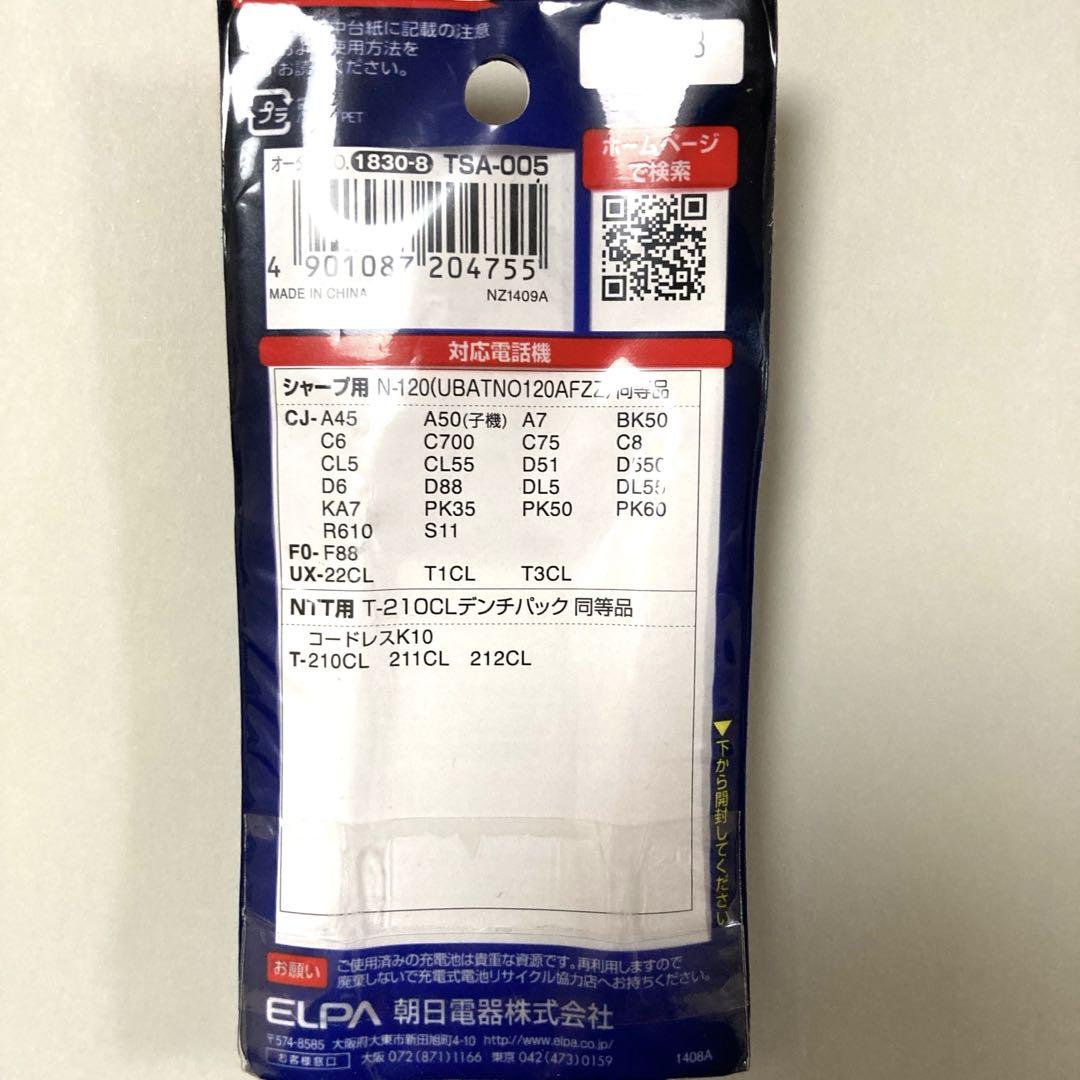 中台紙に記載の注意
使用方法を
お読 ください。
プラ
PET
3
オーダ O. 1830-8 TSA-005
4 901087 204755
MADE IN CHINA NZ1409A
ホームページ
で検索
対応電話機
シャープ用 N-120(UBATNO120AFZZ)同等品
CJ-A45 A50(子機) A7 BK50
C6 C700 C75 C8
CL5 CL55 D51 D550
D6 D88 DL5 DL55
KA7 PK35 PK50 PK60
R610 S11
FO-F88
UX-22CL T1CL T3CL
NTT用 T-210CLデンチパック 同等品
コードレスK10
T-210CL 211CL 212CL
▼下から開封してください
お願い
ご使用済みの充電池は貴重な資源です。再利用しますので
廃棄しないで充電式電池リサイクル協力店へお持ちください。
ELPA 朝日電器株式会社
〒574-8585 大阪府大東市新田旭町4-10 http://www.elpa.co.jp/
お客様窓口 大阪 072(871)1166 東京 042(473)0159 1408A